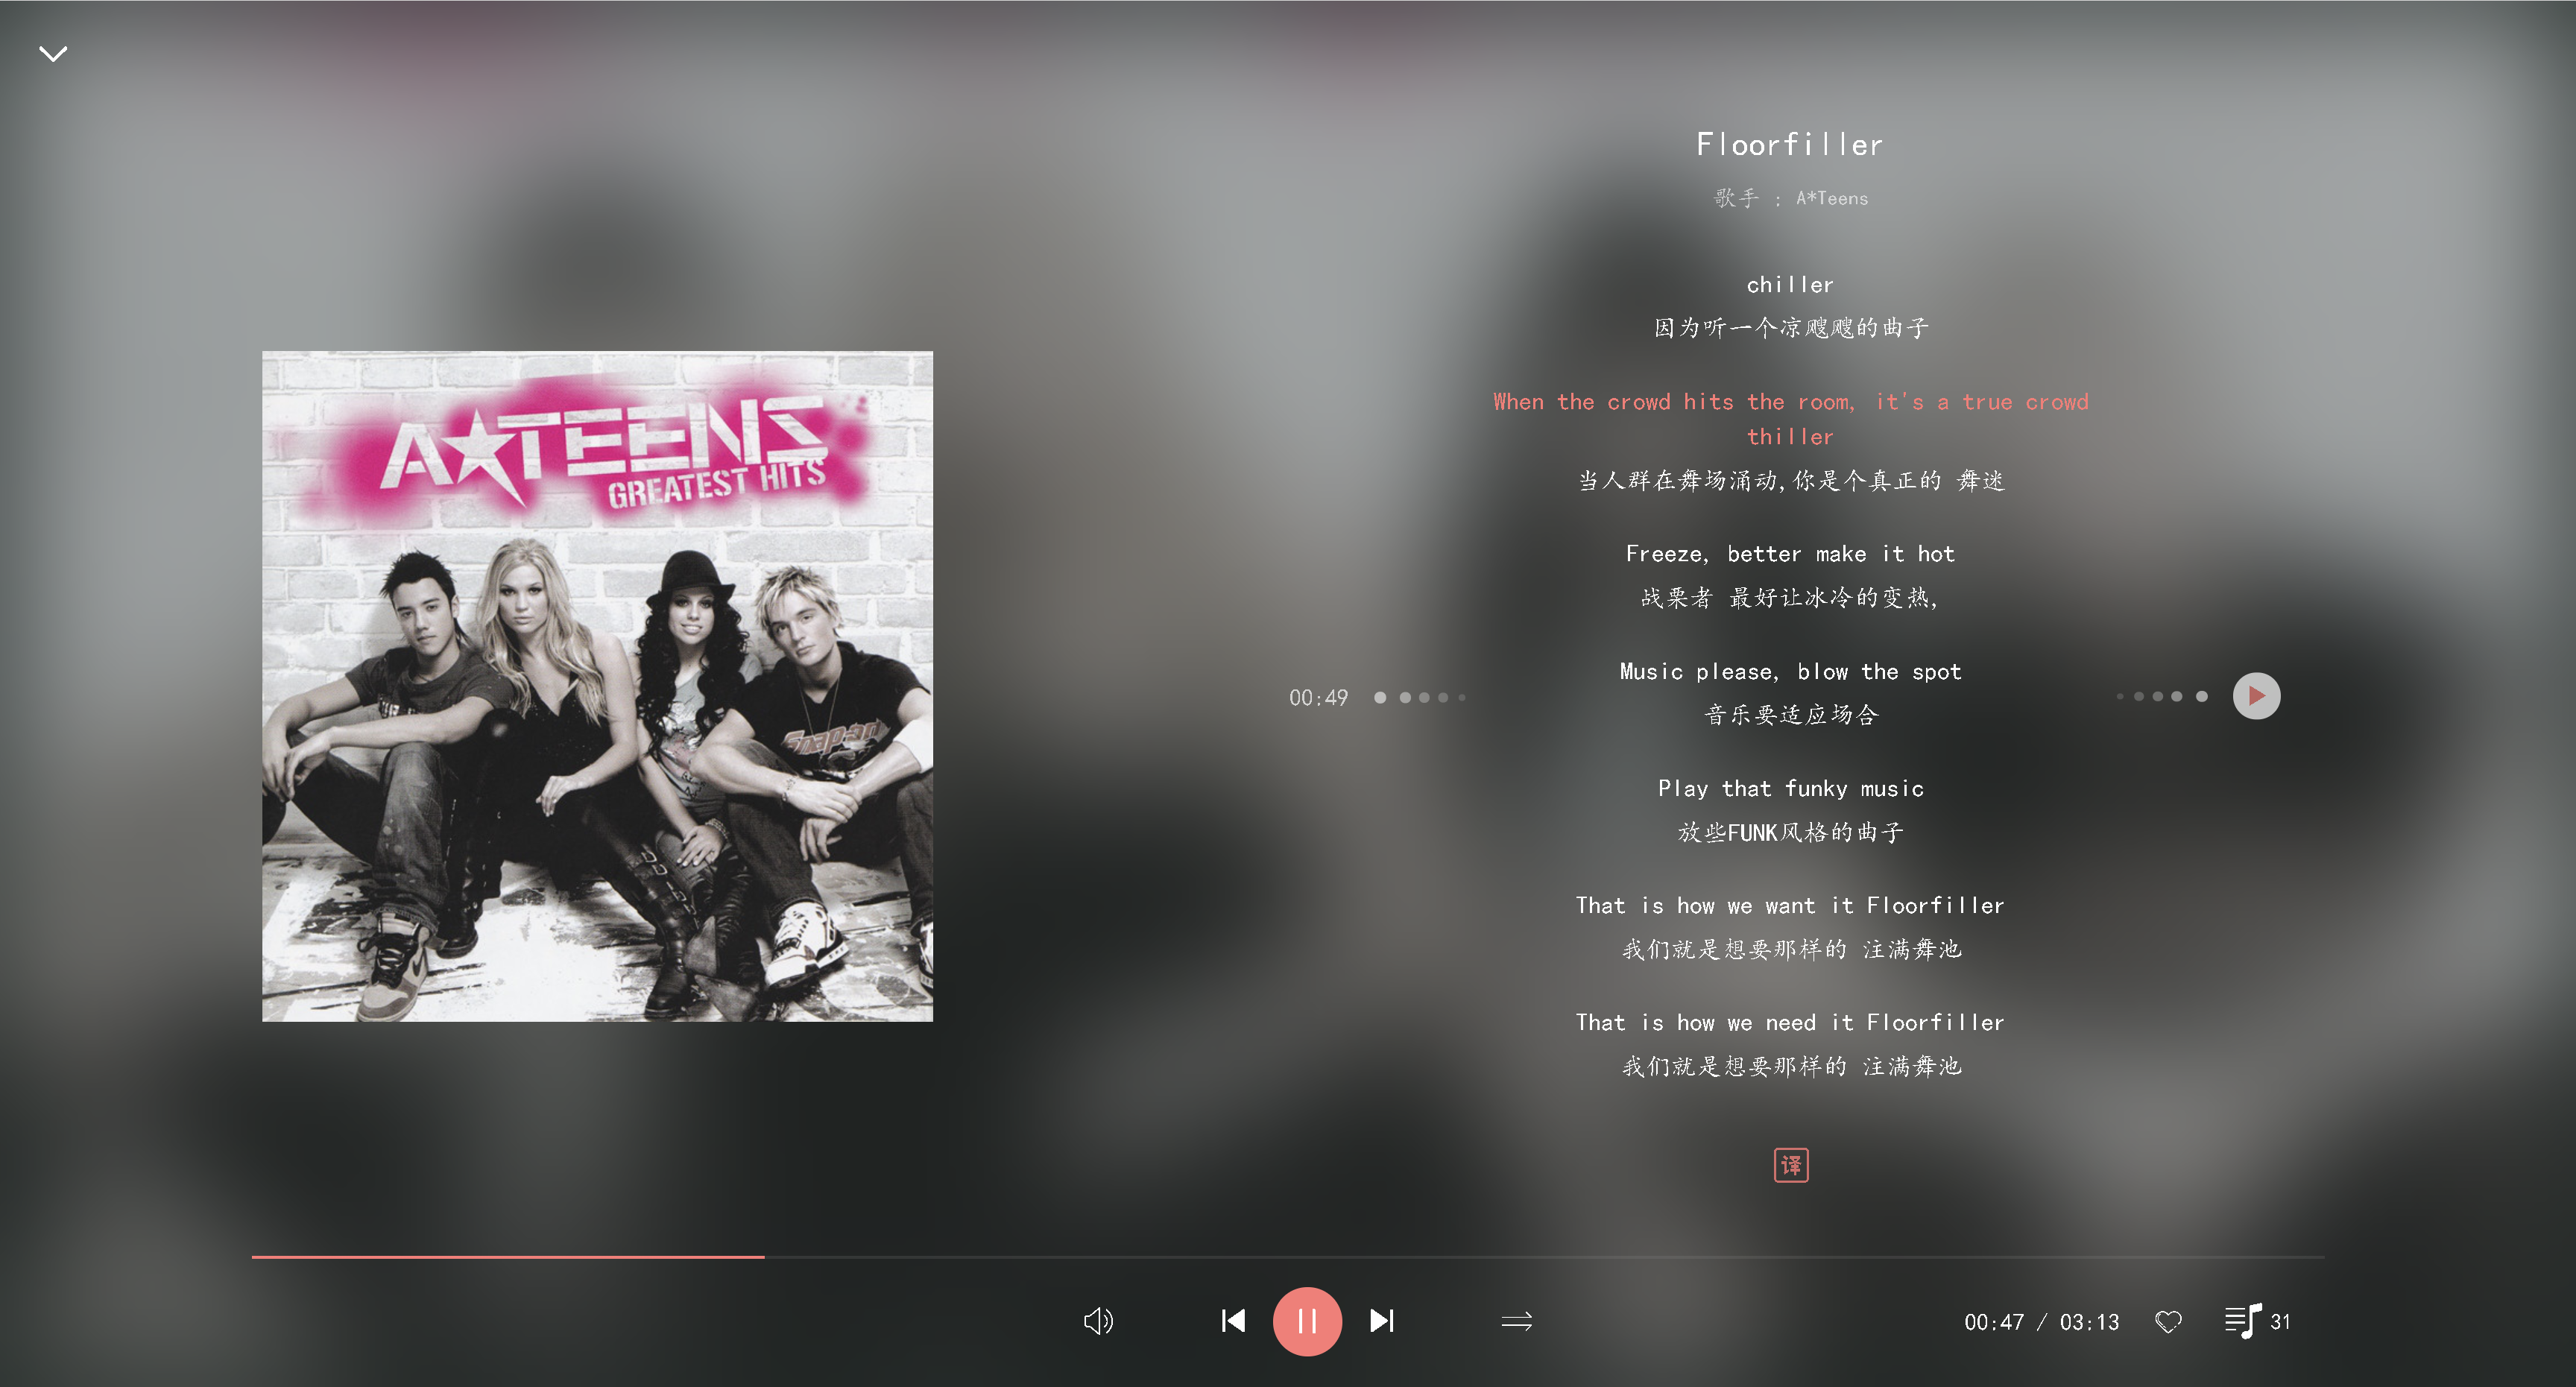 A★TEENS
GREATEST HITS
Snap-on
Floorfiller
歌手 : A*Teens
chiller
因为听一个凉飕飕的曲子
When the crowd hits the room, it's a true crowd
thiller
当人群在舞场涌动,你是个真正的 舞迷
Freeze, better make it hot
战栗者 最好让冰冷的变热,
00:49
Music please, blow the spot
音乐要适应场合
Play that funky music
放些FUNK风格的曲子
That is how we want it Floorfiller
我们就是想要那样的 注满舞池
That is how we need it Floorfiller
我们就是想要那样的 注满舞池
译
00:47 / 03:13
31